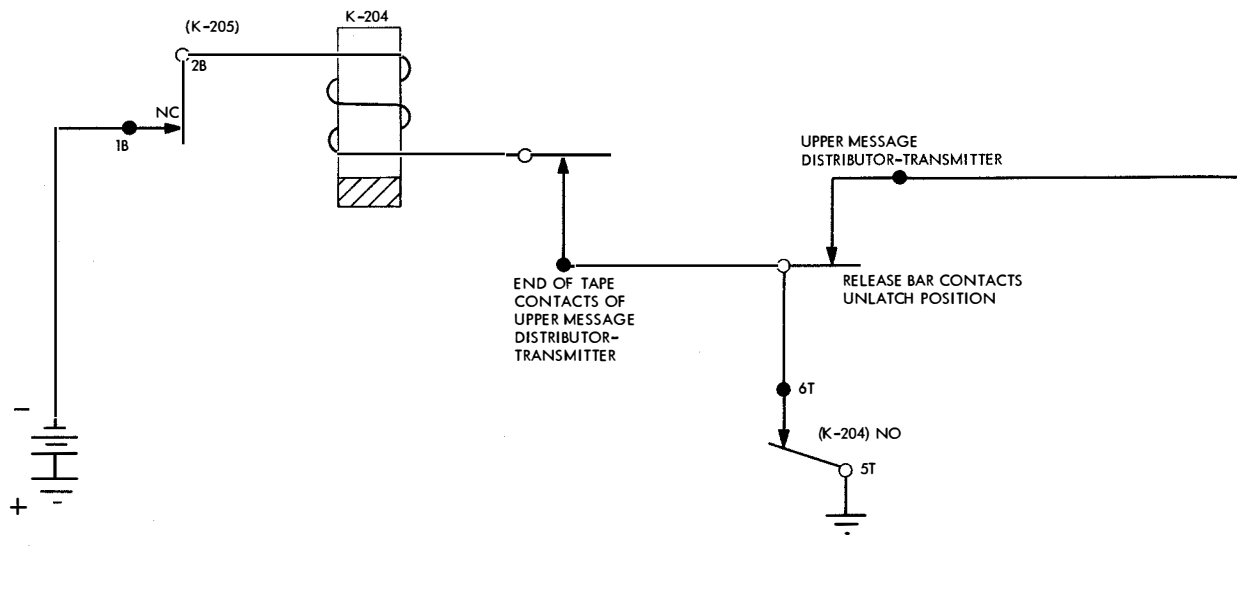 (K-205)
K-204
2B
NC
1B
UPPER MESSAGE
DISTRIBUTOR-TRANSMITTER
END OF TAPE
CONTACTS OF
UPPER MESSAGE
DISTRIBUTOR-
TRANSMITTER
RELEASE BAR CONTACTS
UNLATCH POSITION
6T
(K-204) NO
5T
−
+